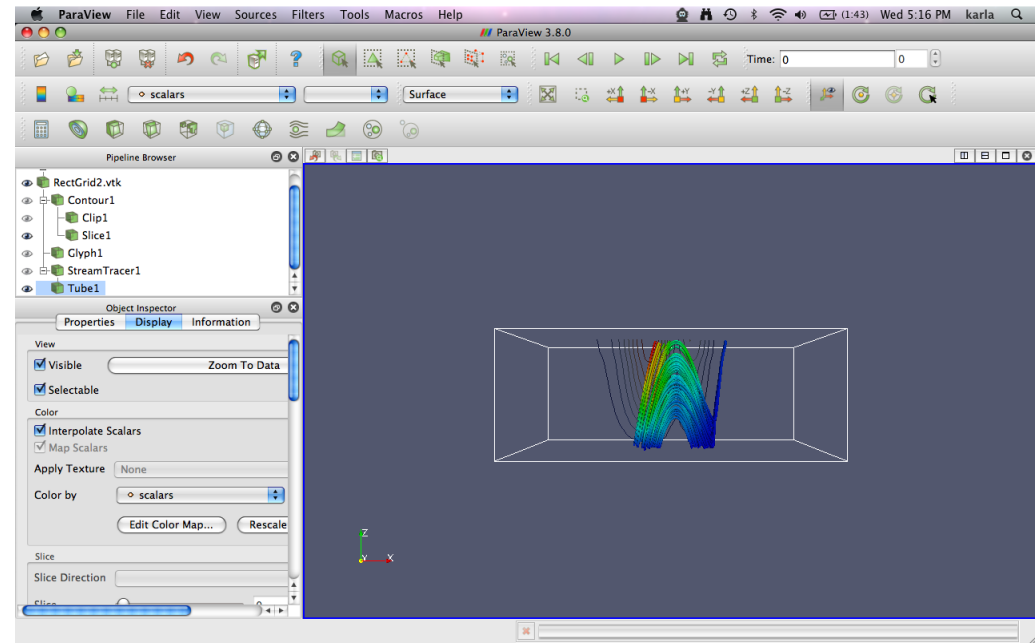 ParaView File Edit View Sources Filters Tools Macros Help (1:43) Wed 5:16 PM karla
ParaView 3.8.0
? Time: 0 0
scalars Surface +X -X +Y -Y +Z -Z
Pipeline Browser
RectGrid2.vtk
Contour1
Clip1
Slice1
Glyph1
StreamTracer1
Tube1
Object Inspector
Properties Display Information
View
Visible Zoom To Data
Selectable
Color
Interpolate Scalars
Map Scalars
Apply Texture None
Color by scalars
Edit Color Map... Rescale
Slice
Slice Direction
Slice 0
Z
Y X